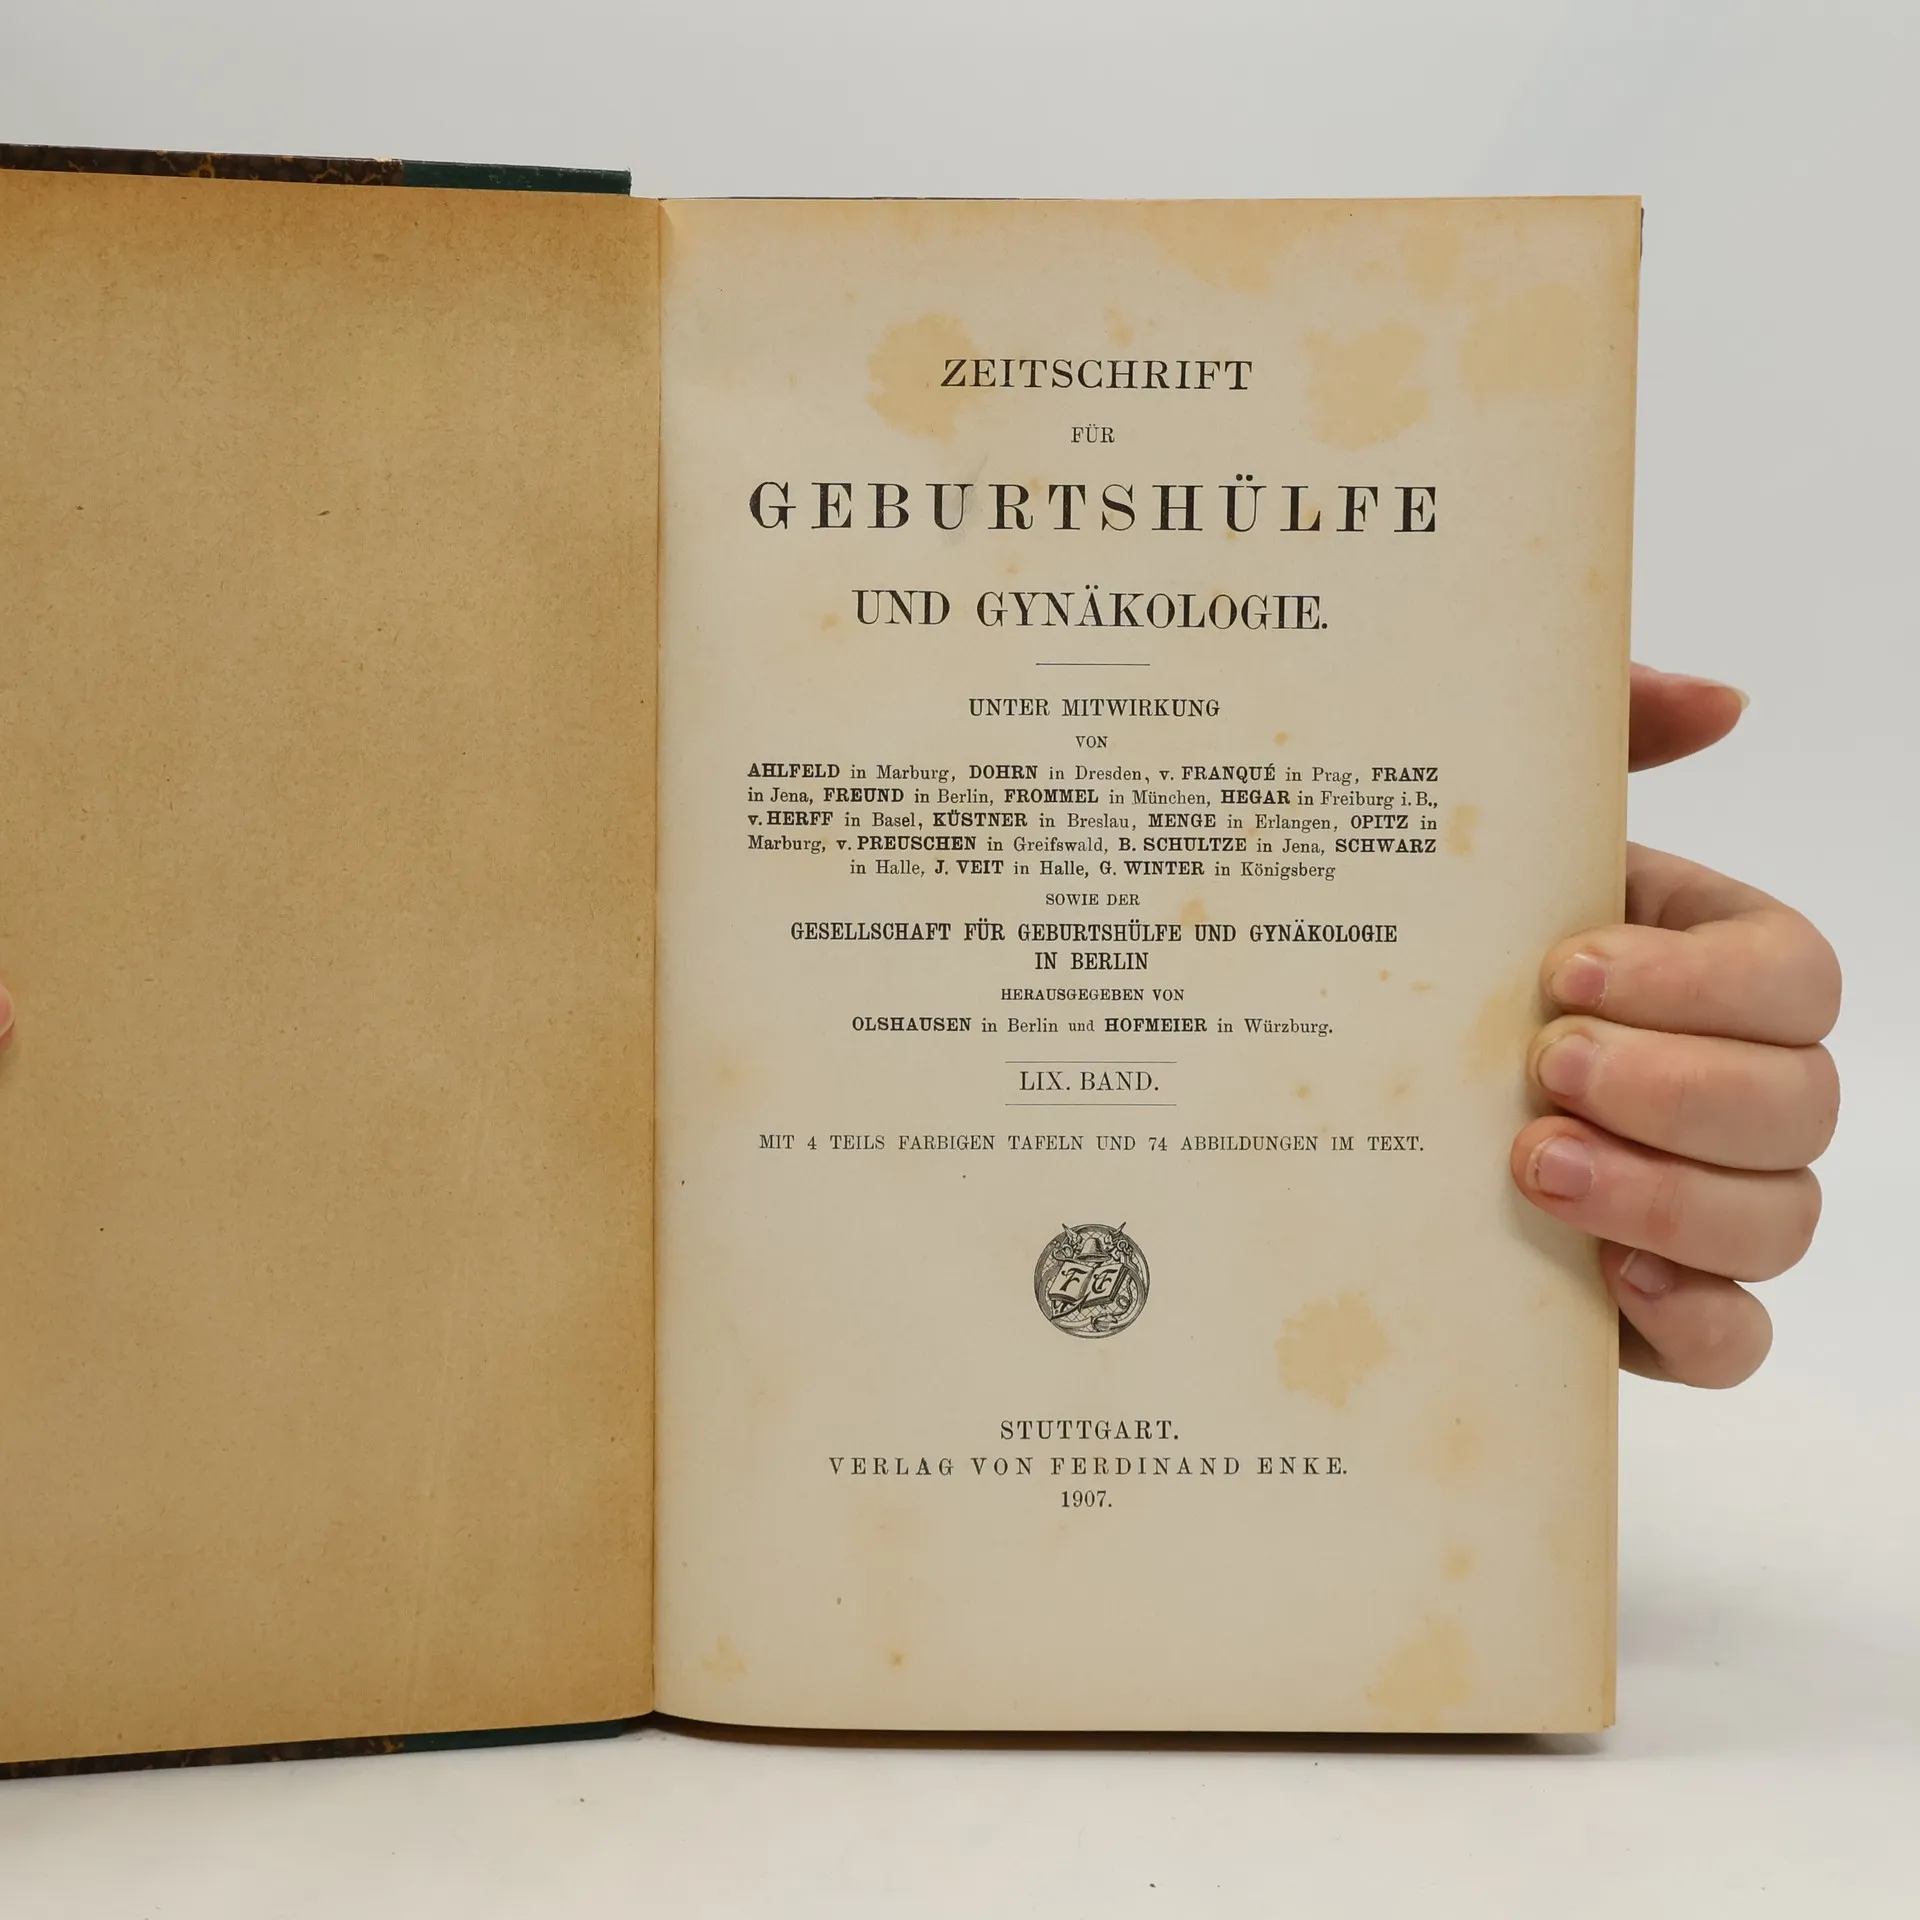 ZEITSCHRIFT
FÜR
GEBURTSHÜLFE
UND GYNÄKOLOGIE.
UNTER MITWIRKUNG
VON
AHLFELD in Marburg, DOHRN in Dresden, v. FRANQUÉ in Prag, FRANZ
in Jena, FREUND in Berlin, FROMMEL in München, HEGAR in Freiburg i. B.,
v. HERFF in Basel, KÜSTNER in Breslau, MENGE in Erlangen, OPITZ in
Marburg, v. PREUSCHEN in Greifswald, B. SCHULTZE in Jena, SCHWARZ
in Halle, J. VEIT in Halle, G. WINTER in Königsberg
SOWIE DER
GESELLSCHAFT FÜR GEBURTSHÜLFE UND GYNÄKOLOGIE
IN BERLIN
HERAUSGEGEBEN VON
OLSHAUSEN in Berlin und HOFMEIER in Würzburg.
LIX. BAND.
MIT 4 TEILS FARBIGEN TAFELN UND 74 ABBILDUNGEN IM TEXT.
F E
STUTTGART.
VERLAG VON FERDINAND ENKE.
1907.